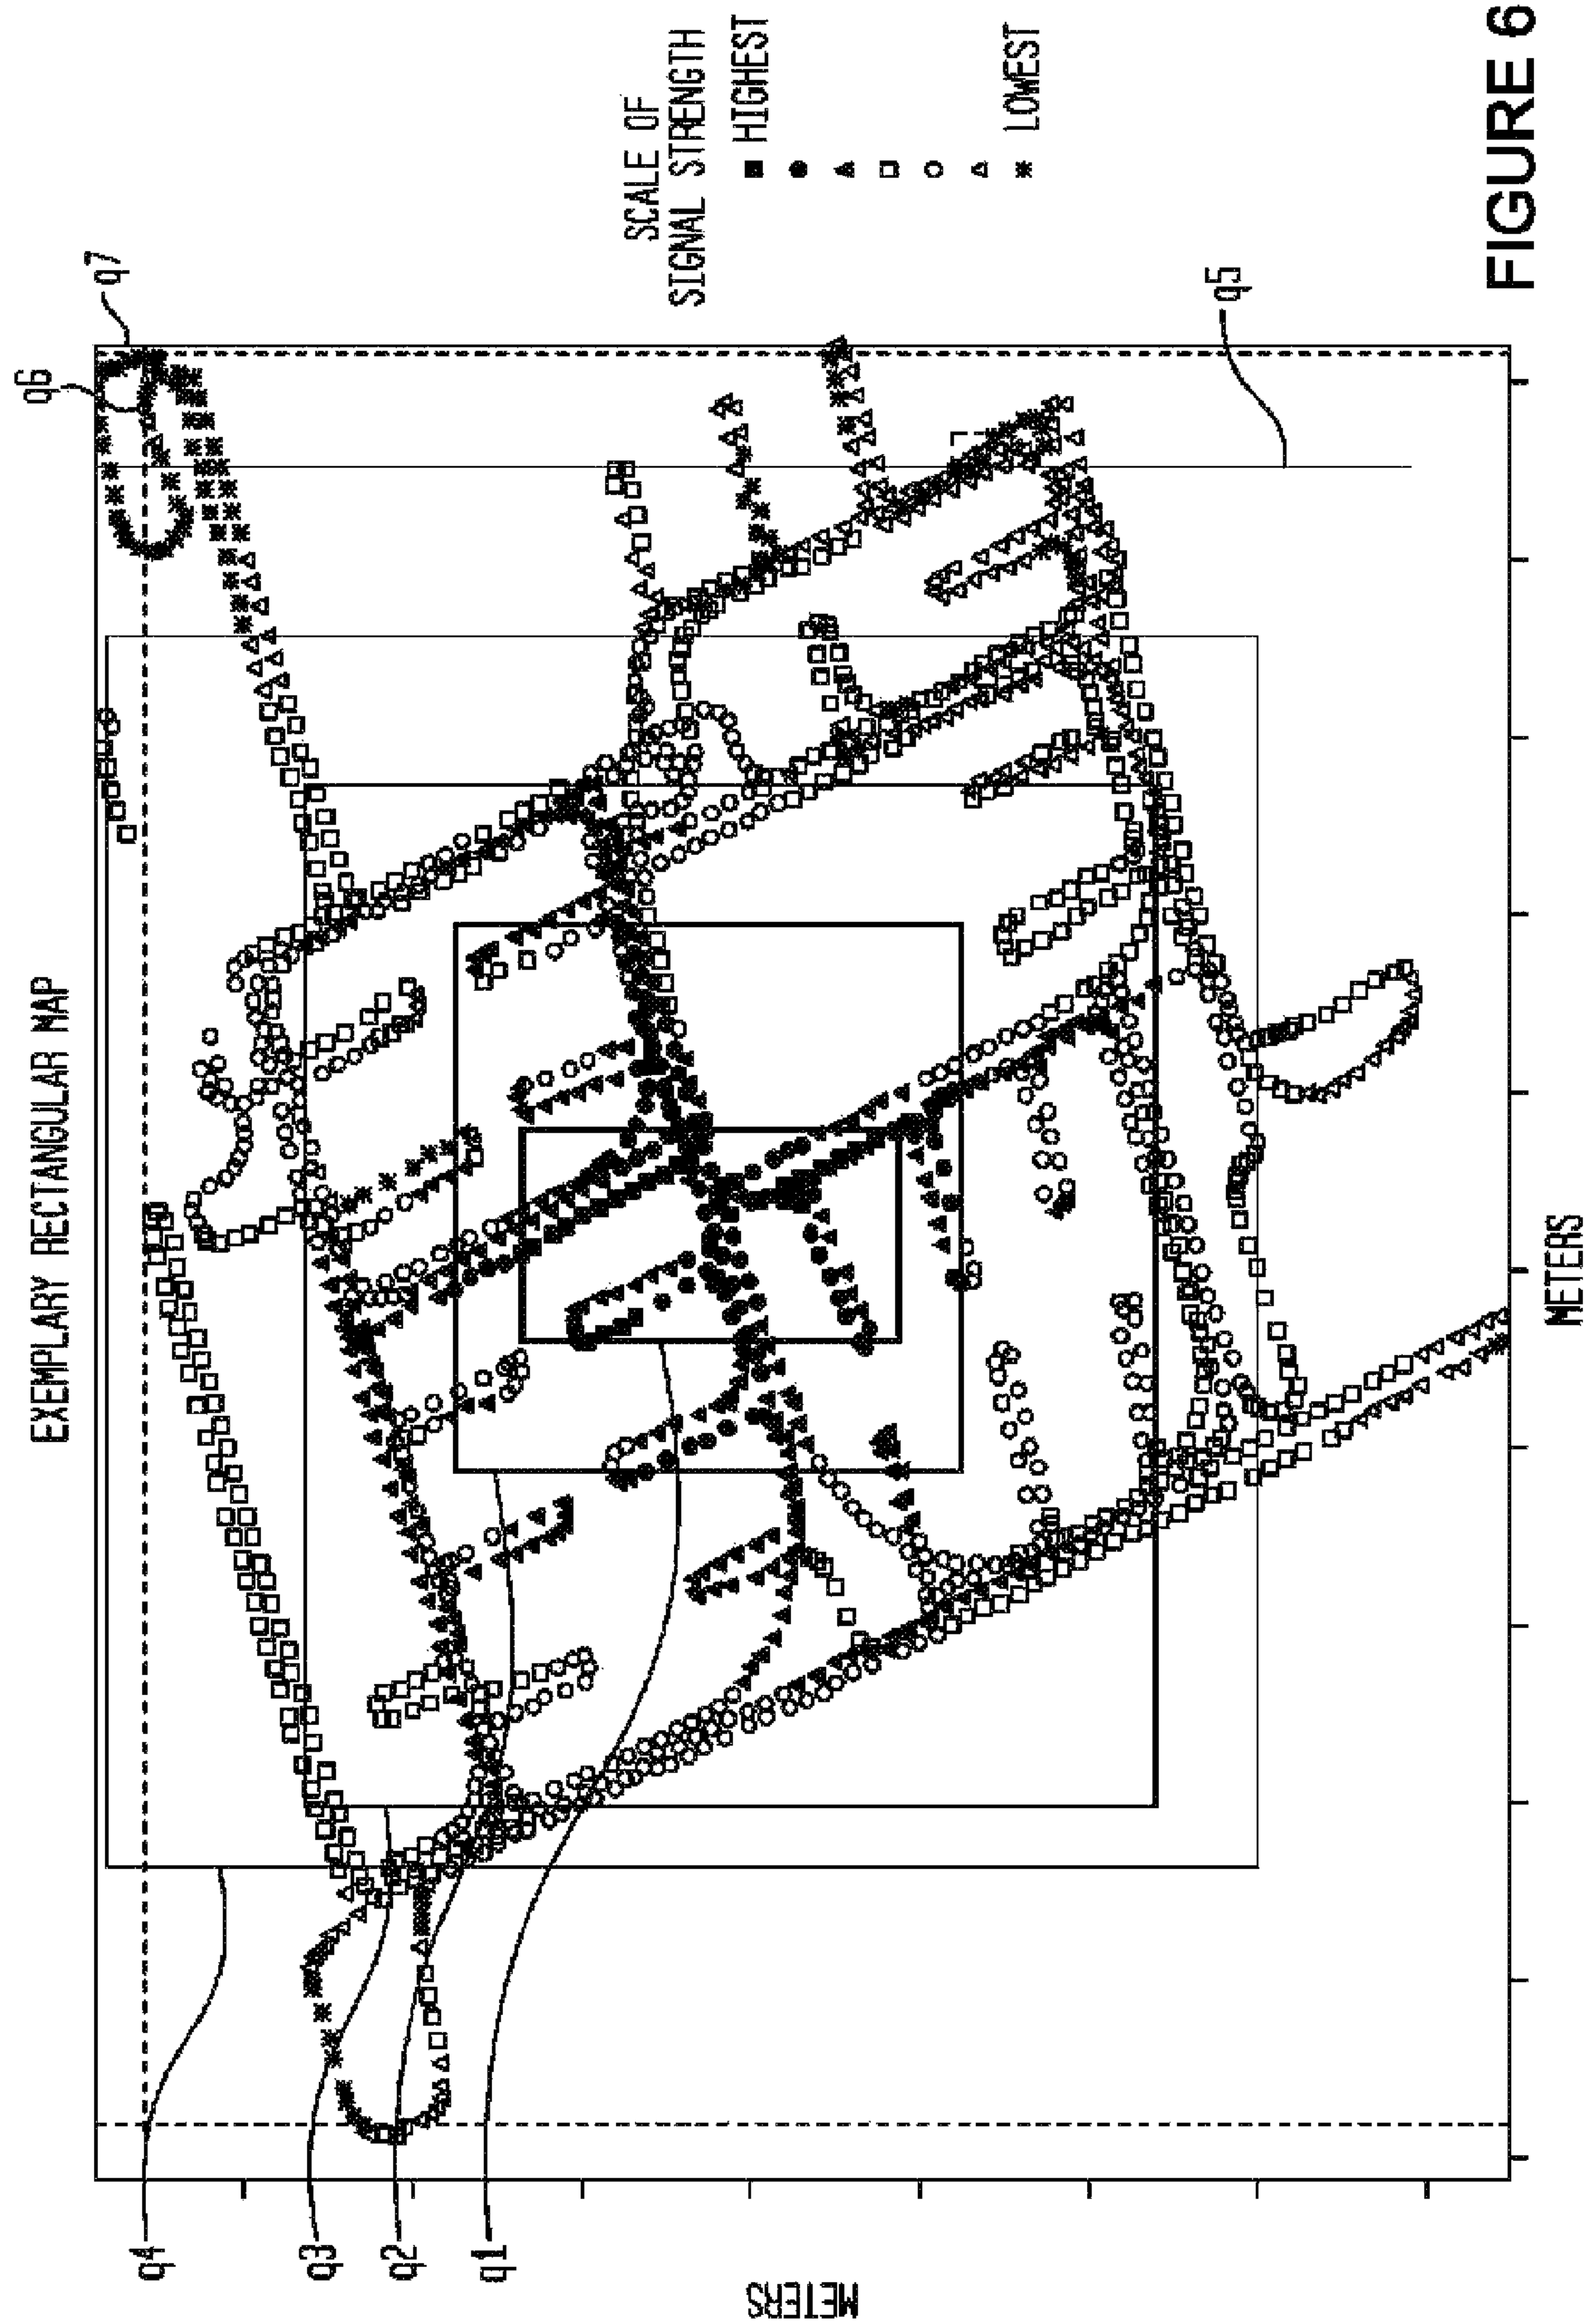 EXEMPLARY RECTANGULAR MAP
q6
q7
SCALE OF
SIGNAL STRENGTH
HIGHEST
LOWEST
q5
q4
q3
q2
q1
METERS
METERS
FIGURE 6